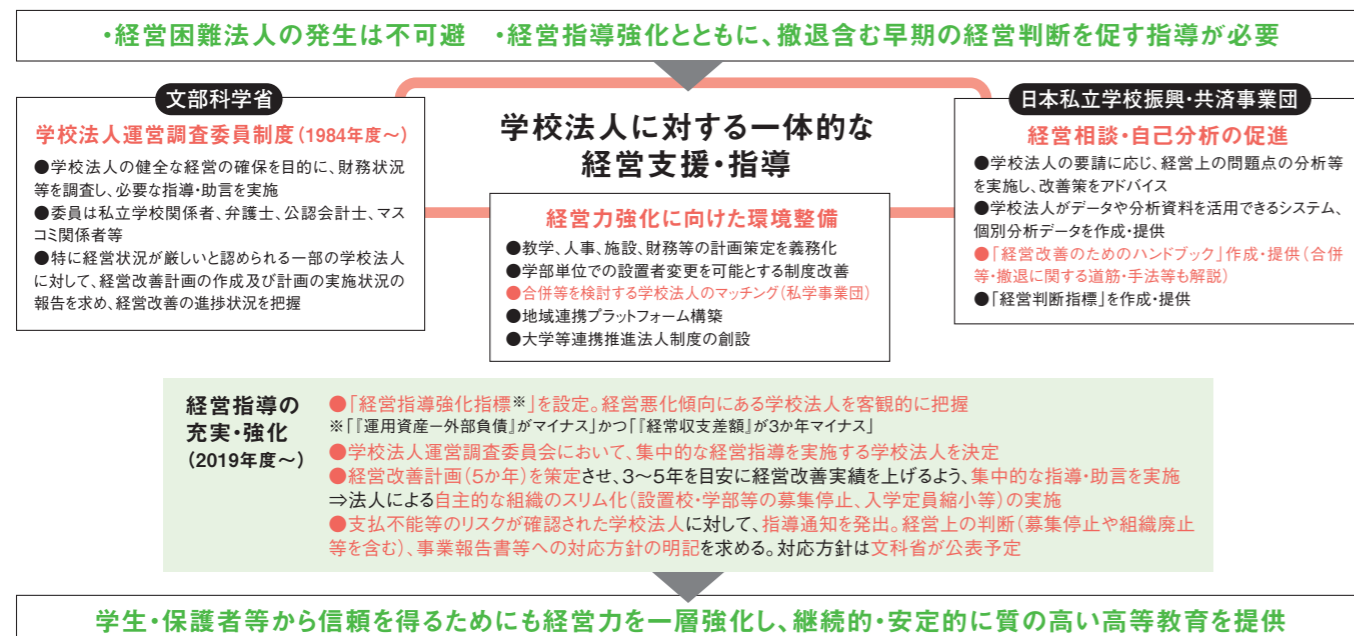 ・経営困難法人の発生は不可避　・経営指導強化とともに、撤退含む早期の経営判断を促す指導が必要
文部科学省
学校法人運営調査委員制度(1984年度～)
●学校法人の健全な経営の確保を目的に、財務状況
等を調査し、必要な指導・助言を実施
●委員は私立学校関係者、弁護士、公認会計士、マス
コミ関係者等
●特に経営状況が厳しいと認められる一部の学校法人
に対して、経営改善計画の作成及び計画の実施状況の
報告を求め、経営改善の進捗状況を把握
学校法人に対する一体的な
経営支援・指導
経営力強化に向けた環境整備
●教学、人事、施設、財務等の計画策定を義務化
●学部単位での設置者変更を可能とする制度改善
●合併等を検討する学校法人のマッチング(私学事業団)
●地域連携プラットフォーム構築
●大学等連携推進法人制度の創設
日本私立学校振興・共済事業団
経営相談・自己分析の促進
●学校法人の要請に応じ、経営上の問題点の分析等
を実施し、改善策をアドバイス
●学校法人がデータや分析資料を活用できるシステム、
個別分析データを作成・提供
●「経営改善のためのハンドブック」作成・提供(合併
等・撤退に関する道筋・手法等も解説)
●「経営判断指標」を作成・提供
経営指導の
充実・強化
(2019年度～)
●「経営指導強化指標※」を設定。経営悪化傾向にある学校法人を客観的に把握
※「『運用資産－外部負債』がマイナス」かつ「『経常収支差額』が3か年マイナス」
●学校法人運営調査委員会において、集中的な経営指導を実施する学校法人を決定
●経営改善計画(5か年)を策定させ、3～5年を目安に経営改善実績を上げるよう、集中的な指導・助言を実施
⇒法人による自主的な組織のスリム化(設置校・学部等の募集停止、入学定員縮小等)の実施
●支払不能等のリスクが確認された学校法人に対して、指導通知を発出。経営上の判断(募集停止や組織廃止
等を含む)、事業報告書等への対応方針の明記を求める。対応方針は文科省が公表予定
学生・保護者等から信頼を得るためにも経営力を一層強化し、継続的・安定的に質の高い高等教育を提供